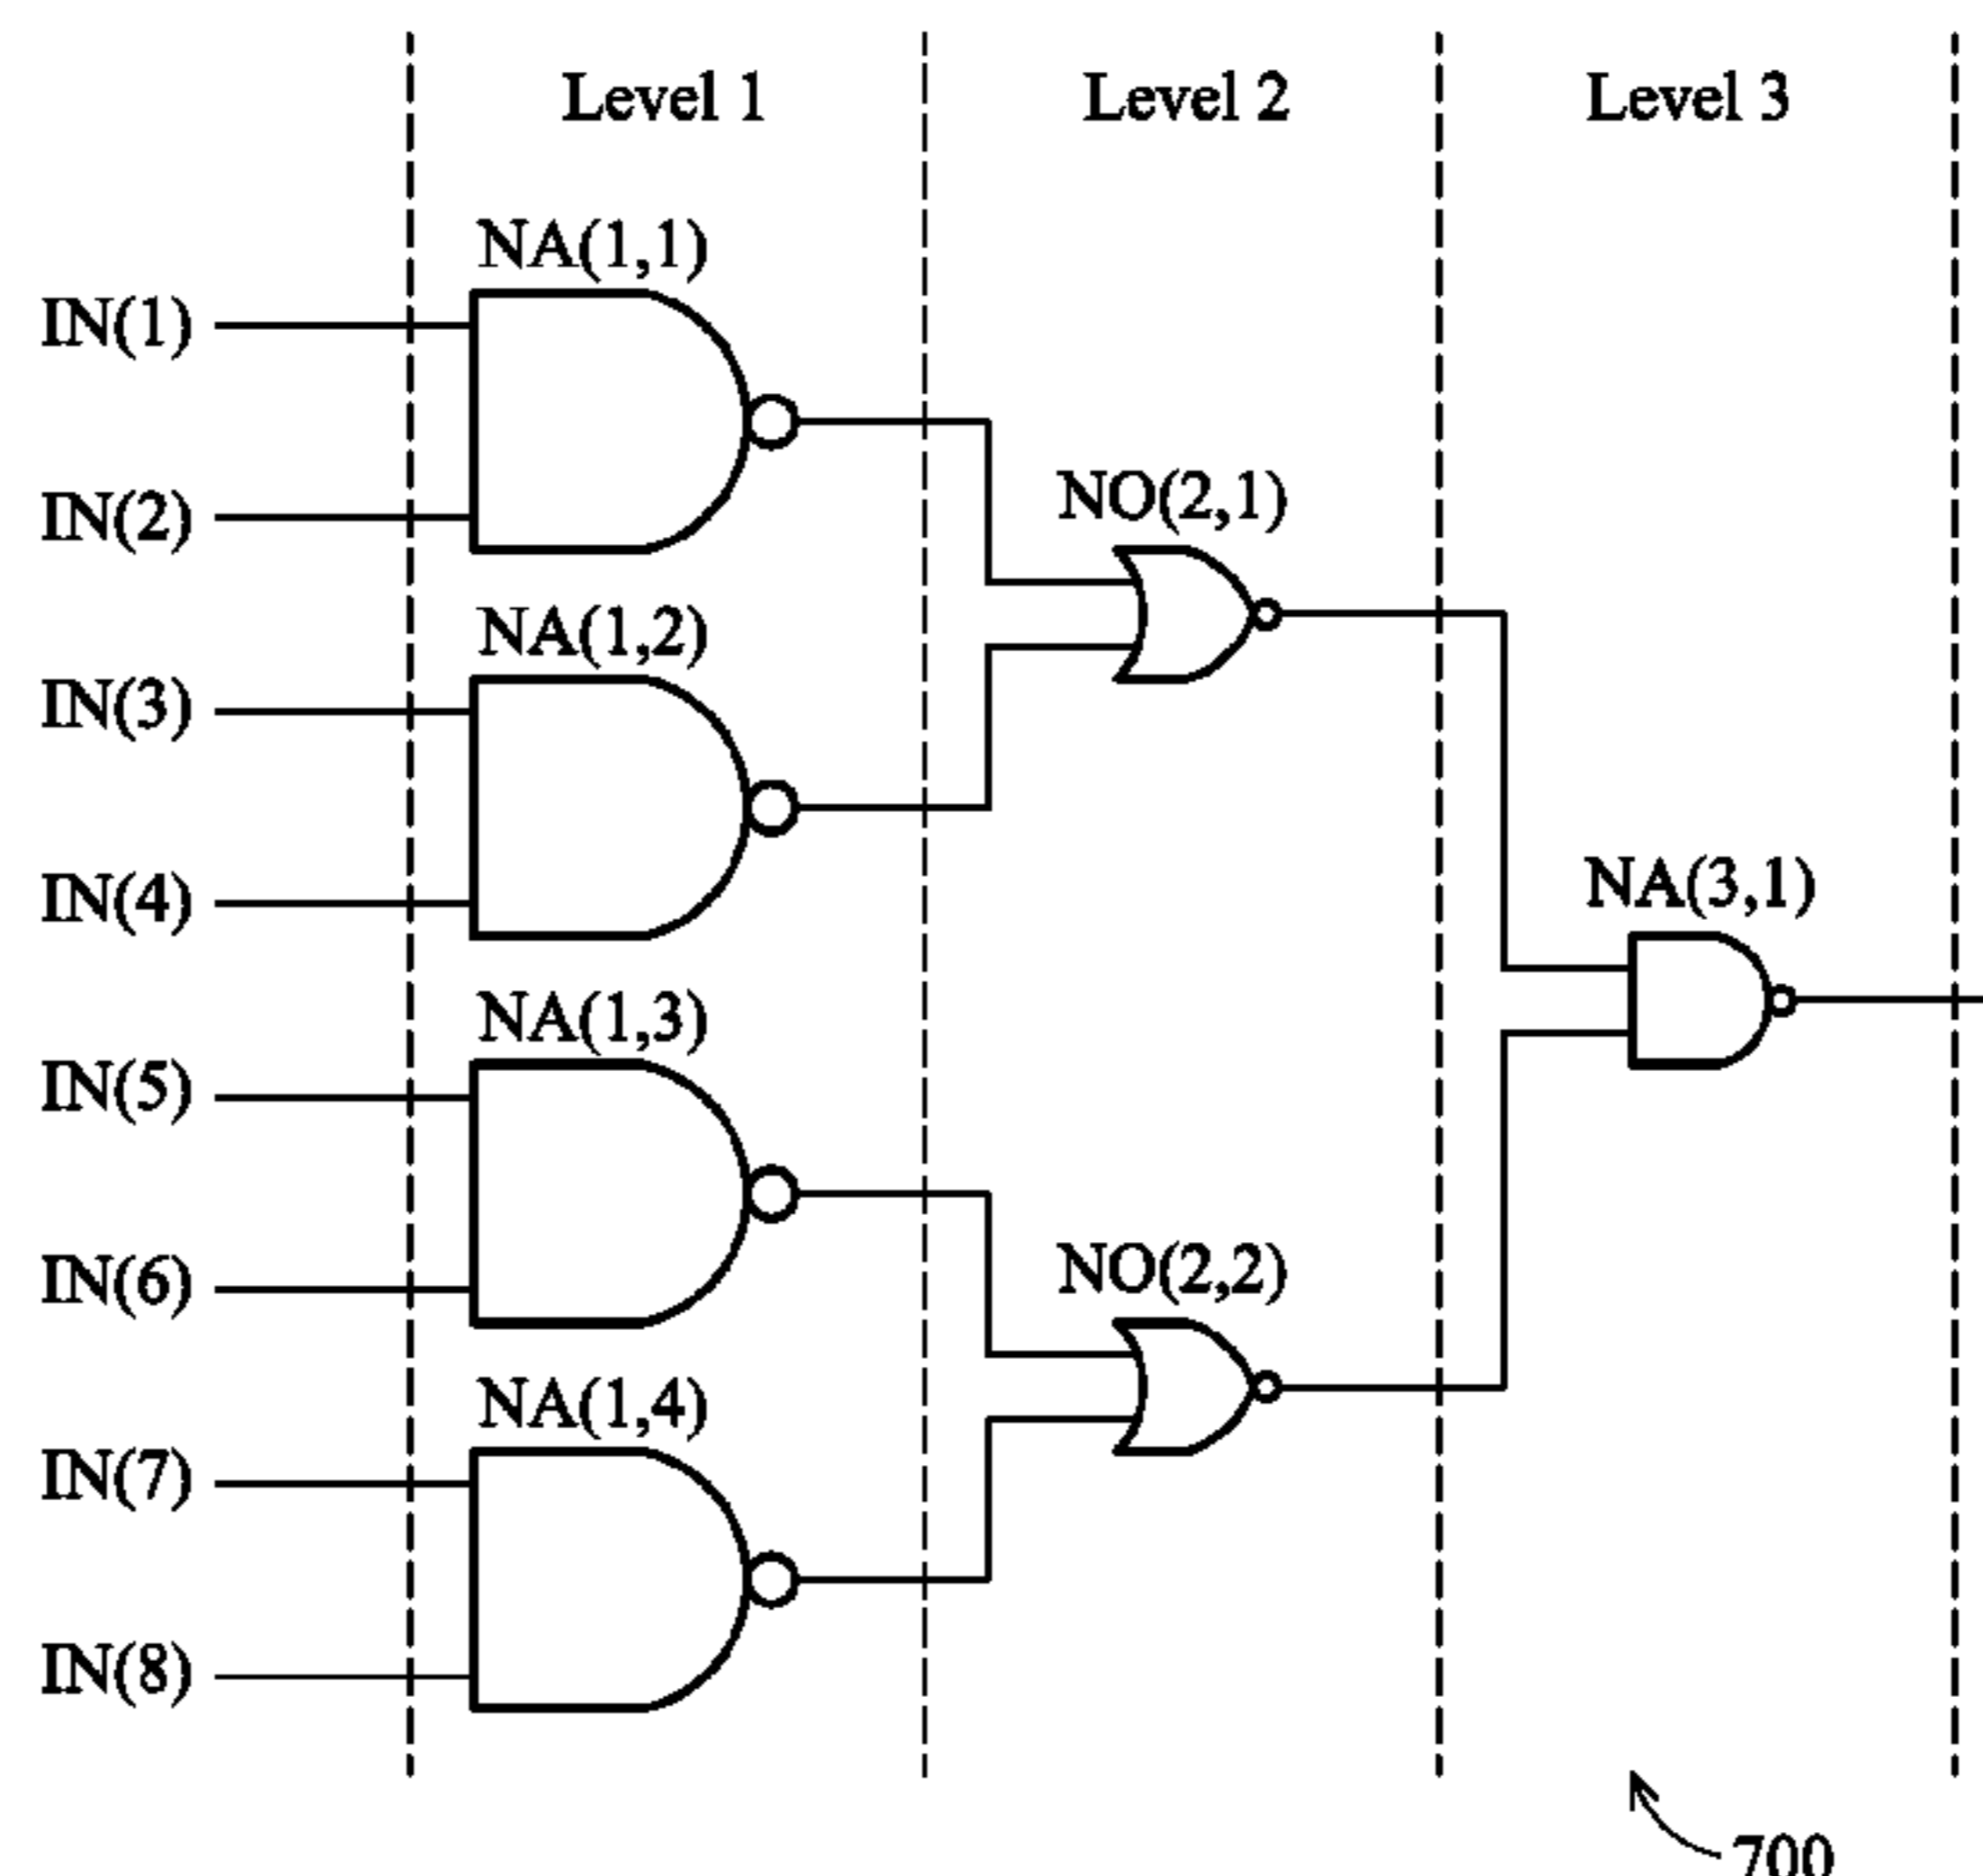 Level 1
Level 2
Level 3
NA(1,1)
IN(1)
IN(2)
NO(2,1)
NA(1,2)
IN(3)
IN(4)
NA(3,1)
NA(1,3)
IN(5)
IN(6)
NO(2,2)
NA(1,4)
IN(7)
IN(8)
700